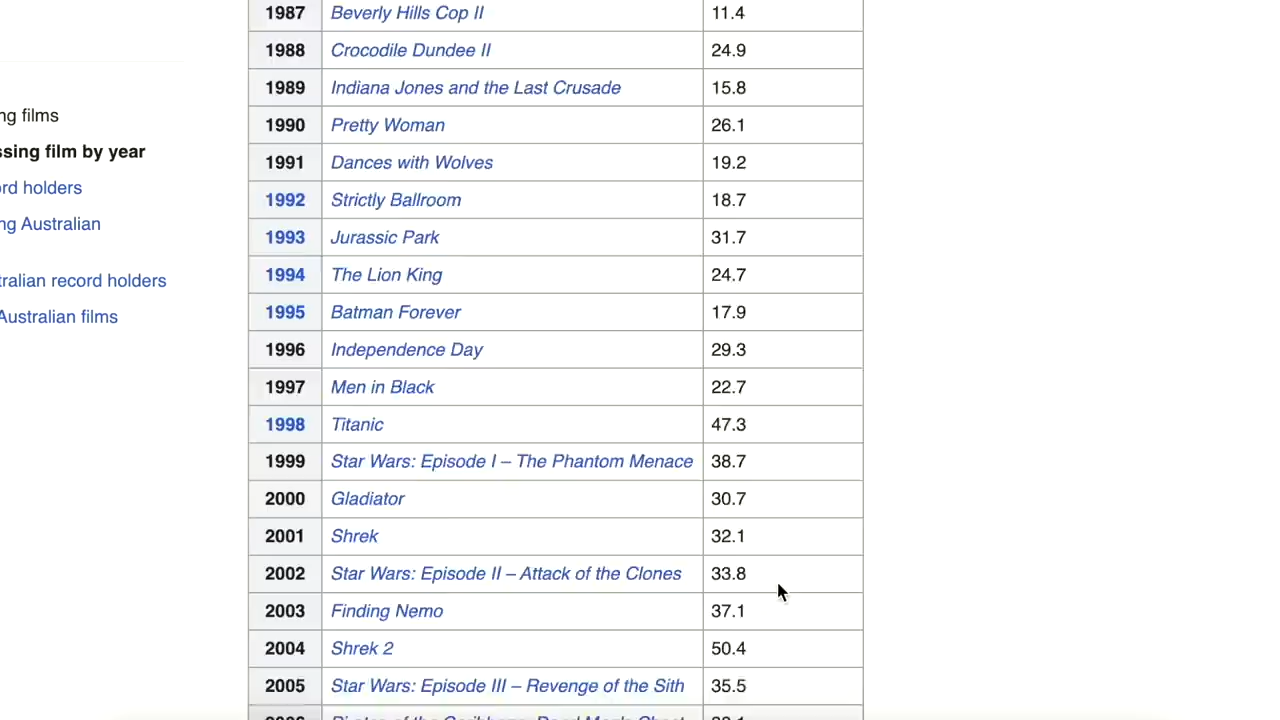 1987 Beverly Hills Cop II 11.4
1988 Crocodile Dundee II 24.9
1989 Indiana Jones and the Last Crusade 15.8
ng films
1990 Pretty Woman 26.1
ssing film by year
1991 Dances with Wolves 19.2
ord holders
1992 Strictly Ballroom 18.7
ng Australian
1993 Jurassic Park 31.7
1994 The Lion King 24.7
tralian record holders
1995 Batman Forever 17.9
Australian films
1996 Independence Day 29.3
1997 Men in Black 22.7
1998 Titanic 47.3
1999 Star Wars: Episode I – The Phantom Menace 38.7
2000 Gladiator 30.7
2001 Shrek 32.1
2002 Star Wars: Episode II – Attack of the Clones 33.8
2003 Finding Nemo 37.1
2004 Shrek 2 50.4
2005 Star Wars: Episode III – Revenge of the Sith 35.5